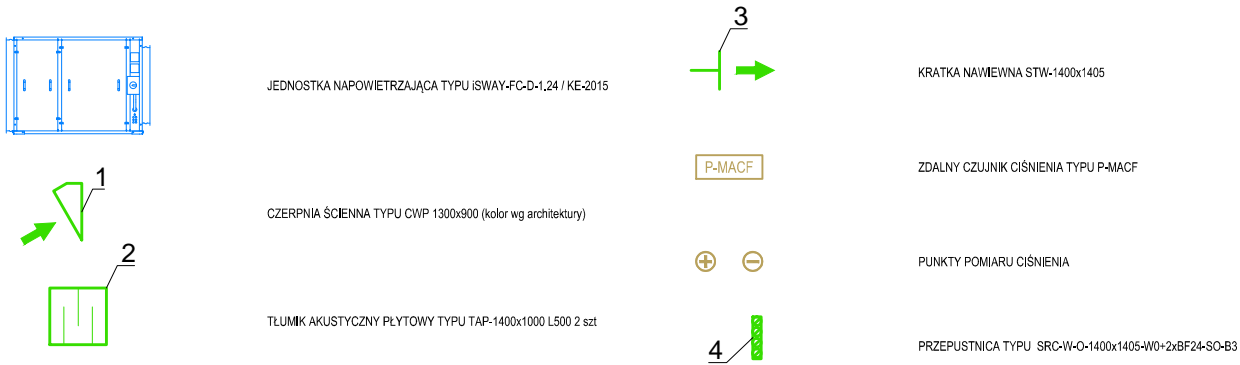 JEDNOSTKA NAPOWIETRZAJĄCA TYPU iSWAY-FC-D-1.24 / KE-2015
1
CZERPNIA ŚCIENNA TYPU CWP 1300x900 (kolor wg architektury)
2
TŁUMIK AKUSTYCZNY PŁYTOWY TYPU TAP-1400x1000 L500 2 szt
3
KRATKA NAWIEWNA STW-1400x1405
P-MACF
ZDALNY CZUJNIK CIŚNIENIA TYPU P-MACF
PUNKTY POMIARU CIŚNIENIA
4
PRZEPUSTNICA TYPU SRC-W-O-1400x1405-W0+2xBF24-SO-B3